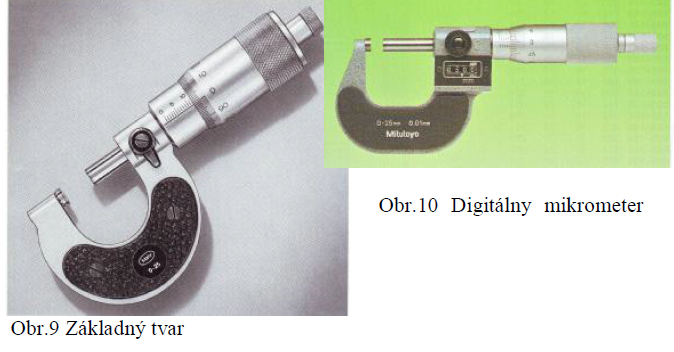 0-25mm 0.01mm
Mitutoyo
Obr.10 Digitálny mikrometer
0-25
Obr.9 Základný tvar